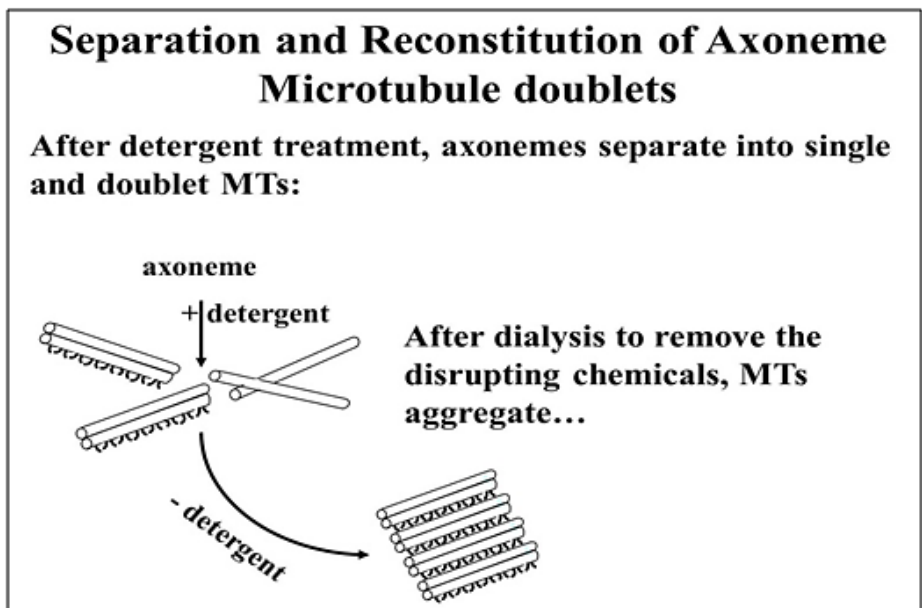 Separation and Reconstitution of Axoneme
Microtubule doublets
After detergent treatment, axonemes separate into single
and doublet MTs:
axoneme
+ detergent
After dialysis to remove the
disrupting chemicals, MTs
aggregate…
- detergent